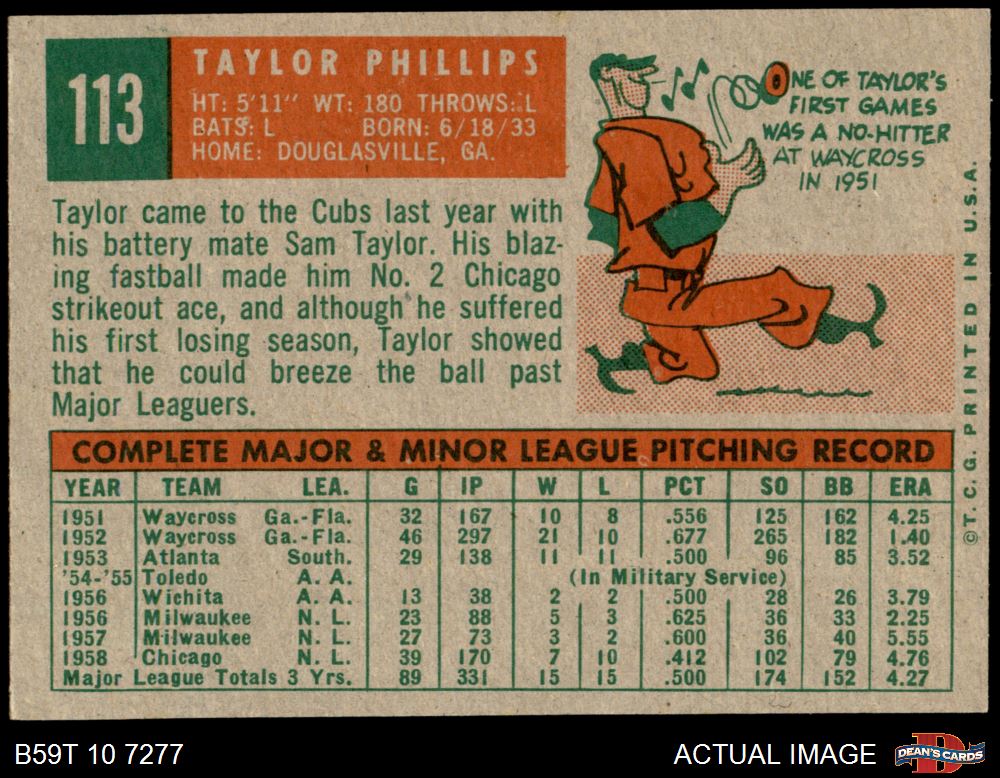 113
TAYLOR PHILLIPS
HT: 5'11" WT: 180 THROWS: L
BATS: L BORN: 6/18/33
HOME: DOUGLASVILLE, GA.
ONE OF TAYLOR'S
FIRST GAMES
WAS A NO-HITTER
AT WAYCROSS
IN 1951
Taylor came to the Cubs last year with
his battery mate Sam Taylor. His blaz-
ing fastball made him No. 2 Chicago
strikeout ace, and although he suffered
his first losing season, Taylor showed
that he could breeze the ball past
Major Leaguers.
COMPLETE MAJOR & MINOR LEAGUE PITCHING RECORD
YEAR TEAM LEA. G IP W L PCT SO BB ERA
1951 Waycross Ga.-Fla. 32 167 10 8 .556 125 162 4.25
1952 Waycross Ga.-Fla. 46 297 21 10 .677 265 182 1.40
1953 Atlanta South. 29 138 11 11 .500 96 85 3.52
'54-'55 Toledo A. A. (In Military Service)
1956 Wichita A. A. 13 38 2 2 .500 28 26 3.79
1956 Milwaukee N. L. 23 88 5 3 .625 36 33 2.25
1957 Milwaukee N. L. 27 73 3 2 .600 36 40 5.55
1958 Chicago N. L. 39 170 7 10 .412 102 79 4.76
Major League Totals 3 Yrs. 89 331 15 15 .500 174 152 4.27
©T. C. G. PRINTED IN U.S.A.
B59T 10 7277
ACTUAL IMAGE
DEAN'S CARDS